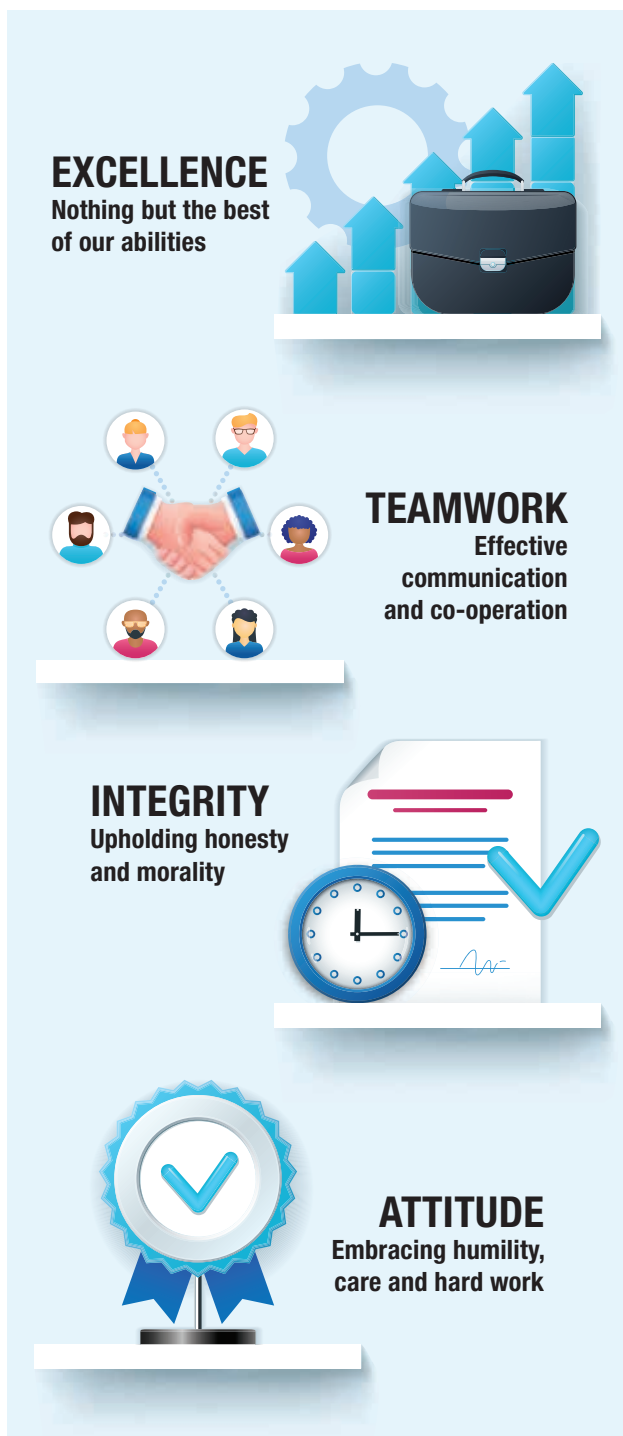 EXCELLENCE
Nothing but the best
of our abilities
TEAMWORK
Effective
communication
and co-operation
INTEGRITY
Upholding honesty
and morality
ATTITUDE
Embracing humility,
care and hard work